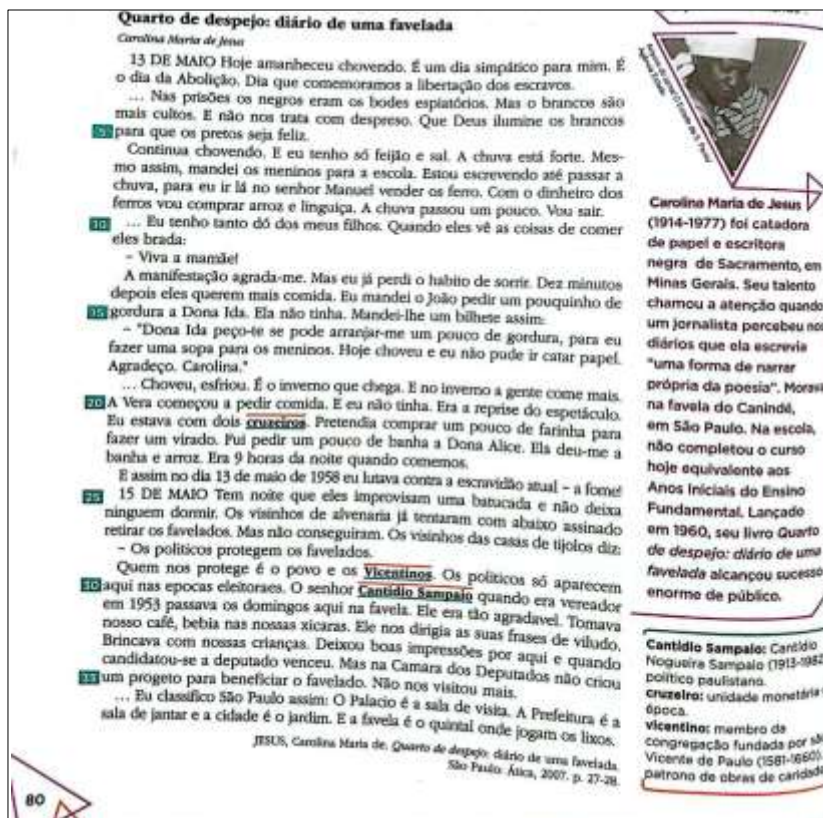 Quarto de despejo: diário de uma favelada
Carolina Maria de Jesus
13 DE MAIO Hoje amanheceu chovendo. É um dia simpático para mim. É
o dia da Abolição. Dia que comemoramos a libertação dos escravos.
... Nas prisões os negros eram os bodes espiatórios. Mas o brancos são
mais cultos. E não nos trata com despreso. Que Deus ilumine os brancos
5 para que os pretos seja feliz.
Continua chovendo. E eu tenho só feijão e sal. A chuva está forte. Mes-
mo assim, mandei os meninos para a escola. Estou escrevendo até passar a
chuva, para eu ir lá no senhor Manuel vender os ferro. Com o dinheiro dos
ferros vou comprar arroz e linguiça. A chuva passou um pouco. Vou sair.
10 ... Eu tenho tanto dó dos meus filhos. Quando eles vê as coisas de comer
eles brada:
– Viva a mamãe!
A manifestação agrada-me. Mas eu já perdi o habito de sorrir. Dez minutos
depois eles querem mais comida. Eu mandei o João pedir um pouquinho de
15 gordura a Dona Ida. Ela não tinha. Mandei-lhe um bilhete assim:
– "Dona Ida peço-te se pode arranjar-me um pouco de gordura, para eu
fazer uma sopa para os meninos. Hoje choveu e eu não pude ir catar papel.
Agradeço. Carolina."
... Choveu, esfriou. É o inverno que chega. E no inverno a gente come mais.
20 A Vera começou a pedir comida. E eu não tinha. Era a reprise do espetáculo.
Eu estava com dois cruzeiros. Pretendia comprar um pouco de farinha para
fazer um virado. Fui pedir um pouco de banha a Dona Alice. Ela deu-me a
banha e arroz. Era 9 horas da noite quando comemos.
E assim no dia 13 de maio de 1958 eu lutava contra a escravidão atual – a fome!
25 15 DE MAIO Tem noite que eles improvisam uma batucada e não deixa
ninguem dormir. Os visinhos de alvenaria já tentaram com abaixo assinado
retirar os favelados. Mas não conseguiram. Os visinhos das casas de tijolos diz:
– Os politicos protegem os favelados.
Quem nos protege é o povo e os Vicentinos. Os politicos só aparecem
30 aqui nas epocas eleitoraes. O senhor Cantidio Sampaio quando era vereador
em 1953 passava os domingos aqui na favela. Ele era tão agradavel. Tomava
nosso café, bebia nas nossas xicaras. Ele nos dirigia as suas frases de viludo.
Brincava com nossas crianças. Deixou boas impressões por aqui e quando
candidatou-se a deputado venceu. Mas na Camara dos Deputados não criou
35 um progeto para beneficiar o favelado. Não nos visitou mais.
... Eu classifico São Paulo assim: O Palacio é a sala de visita. A Prefeitura é a
sala de jantar e a cidade é o jardim. E a favela é o quintal onde jogam os lixos.
JESUS, Carolina Maria de. Quarto de despejo: diário de uma favelada.
São Paulo: Ática, 2007. p. 27-28.
80
Carolina Maria de Jesus
(1914-1977) foi catadora
de papel e escritora
negra de Sacramento, em
Minas Gerais. Seu talento
chamou a atenção quando
um jornalista percebeu nos
diários que ela escrevia
"uma forma de narrar
própria da poesia". Morava
na favela do Canindé,
em São Paulo. Na escola,
não completou o curso
hoje equivalente aos
Anos Iniciais do Ensino
Fundamental. Lançado
em 1960, seu livro Quarto
de despejo: diário de uma
favelada alcançou sucesso
enorme de público.
Cantidio Sampaio: Cantidio
Nogueira Sampaio (1913-1982)
político paulistano.
cruzeiro: unidade monetária
época.
vicentino: membro da
congregação fundada por são
Vicente de Paulo (1581-1660),
patrono de obras de caridade